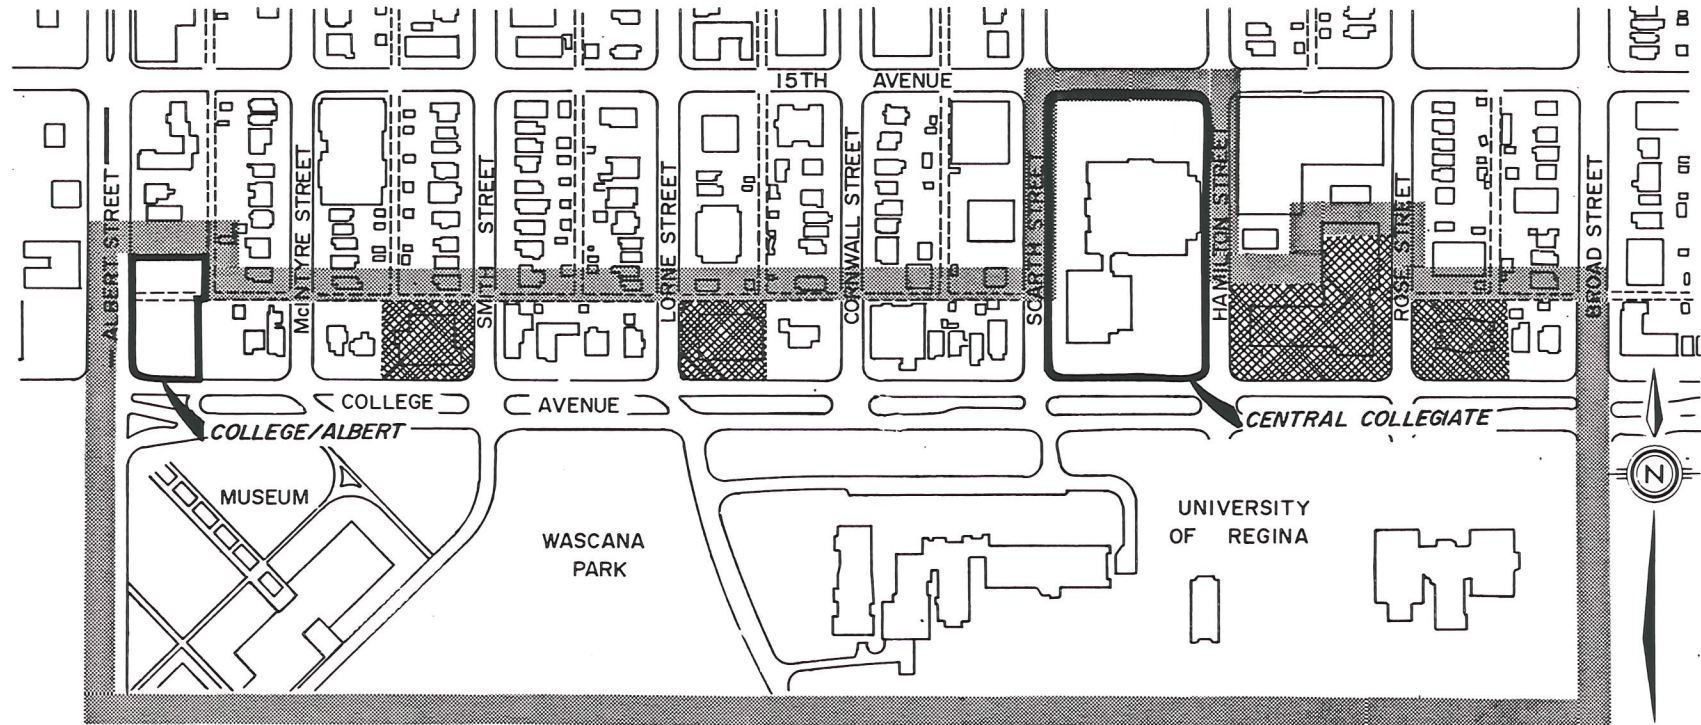 15TH AVENUE
ALBERT STREET
McINTYRE STREET
SMITH STREET
LORNE STREET
CORNWALL STREET
SCARTH STREET
HAMILTON STREET
ROSE STREET
BROAD STREET
COLLEGE AVENUE
COLLEGE/ALBERT
CENTRAL COLLEGIATE
MUSEUM
WASCANA
PARK
UNIVERSITY
OF REGINA
N